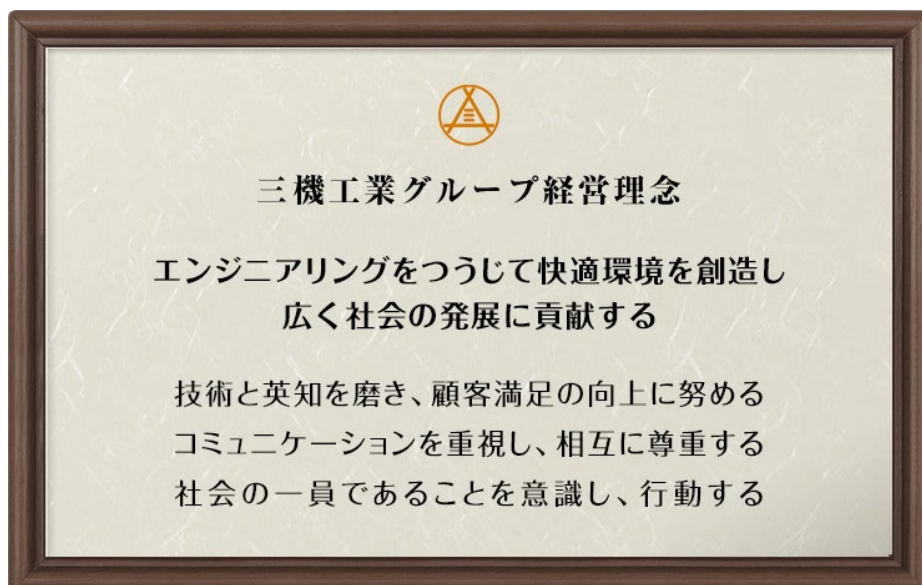 三機工業グループ経営理念
エンジニアリングをつうじて快適環境を創造し
広く社会の発展に貢献する
技術と英知を磨き、顧客満足の向上に努める
コミュニケーションを重視し、相互に尊重する
社会の一員であることを意識し、行動する